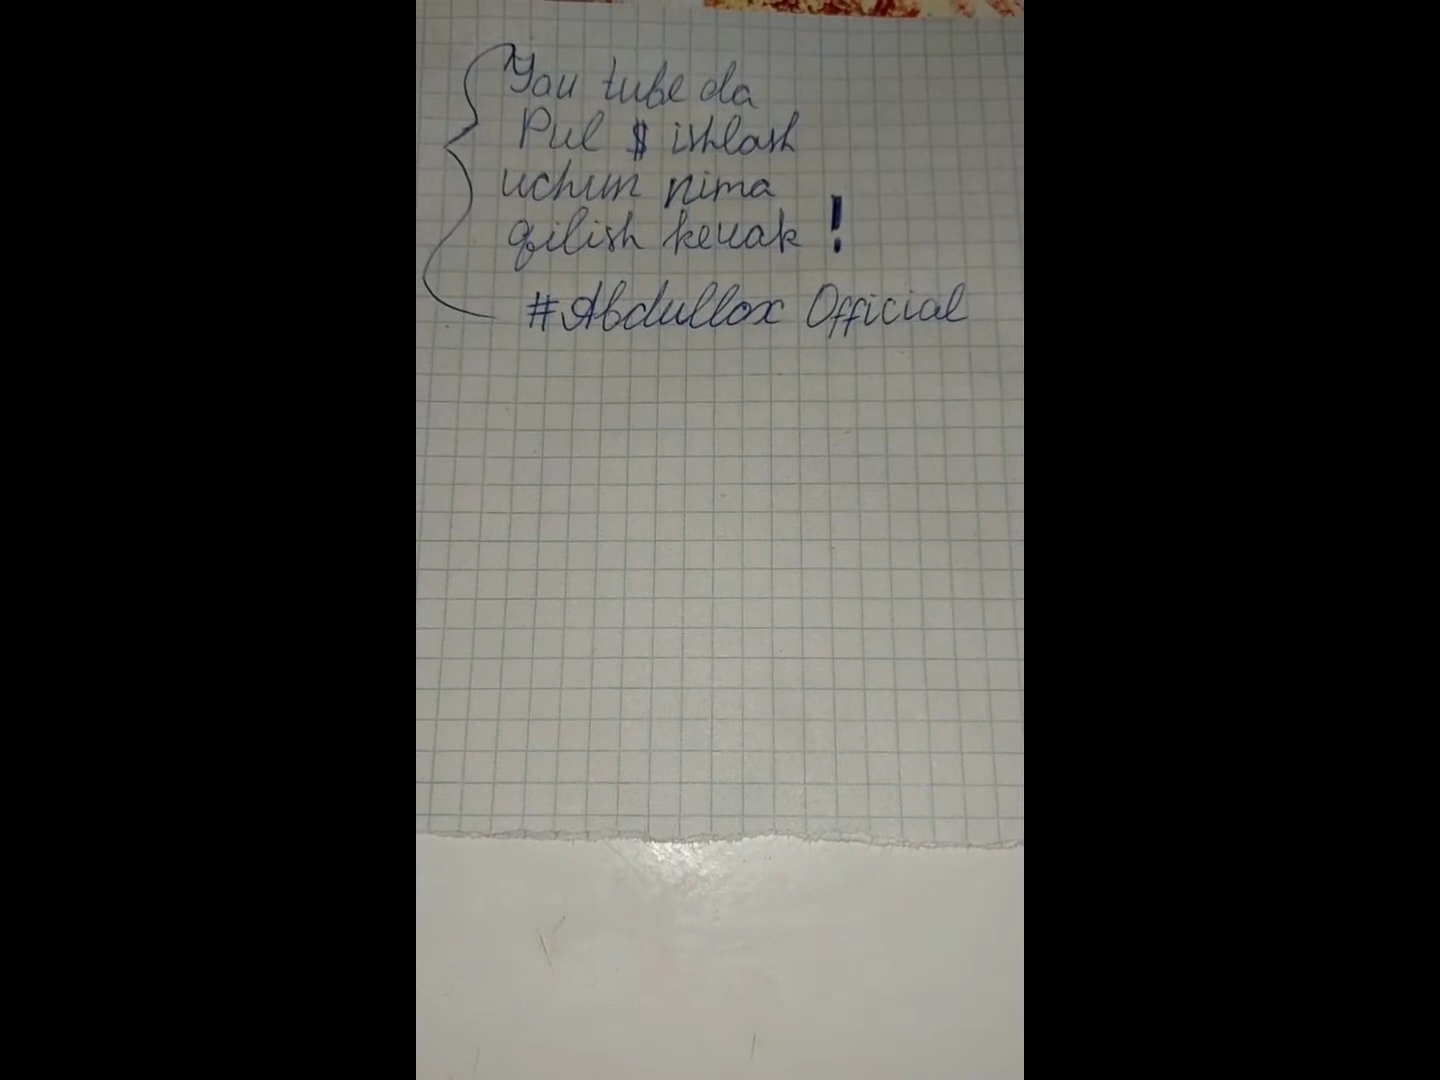 You tube da
Pul $ ishlash
uchun nima
qilish kerak !
#Abdullox Official